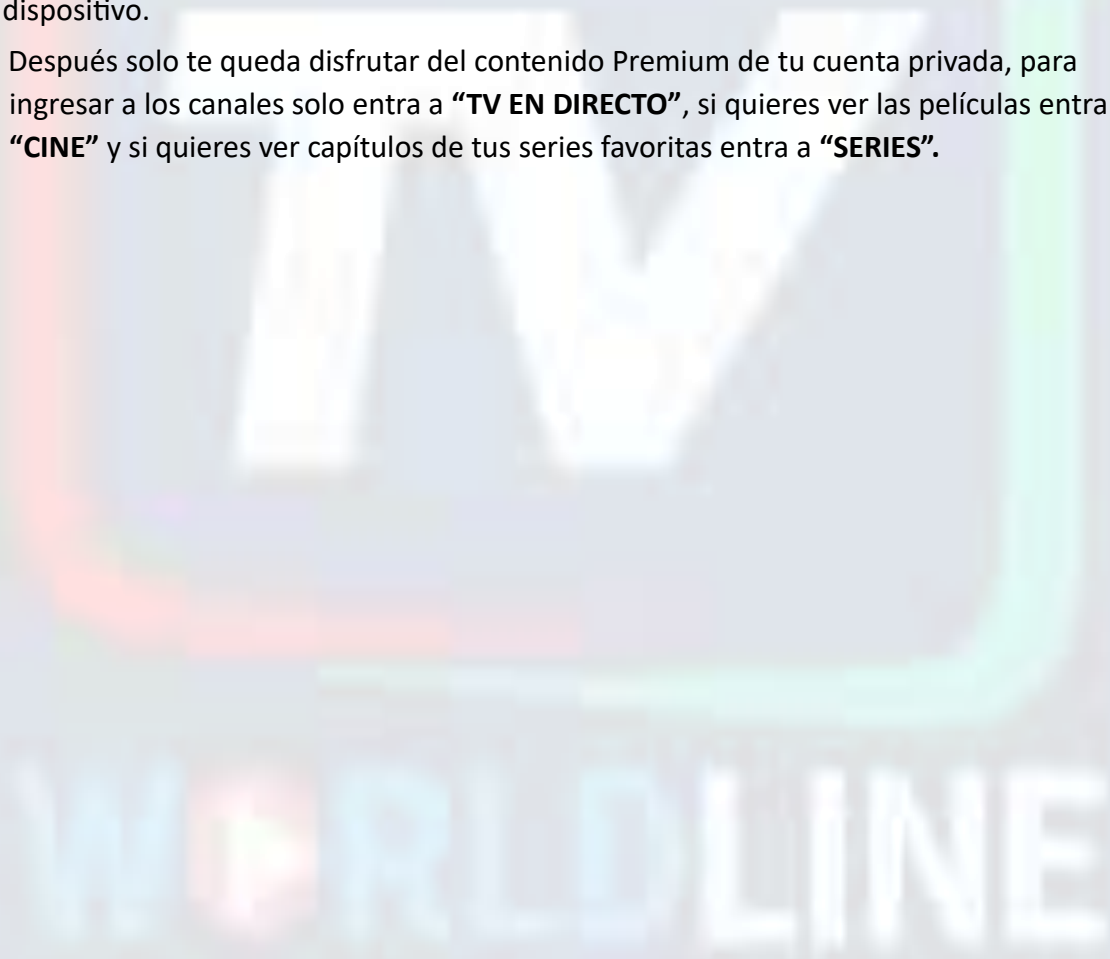 dispositivo.
Después solo te queda disfrutar del contenido Premium de tu cuenta privada, para
ingresar a los canales solo entra a “TV EN DIRECTO”, si quieres ver las películas entra
“CINE” y si quieres ver capítulos de tus series favoritas entra a “SERIES”.
TV
WORLDLINE